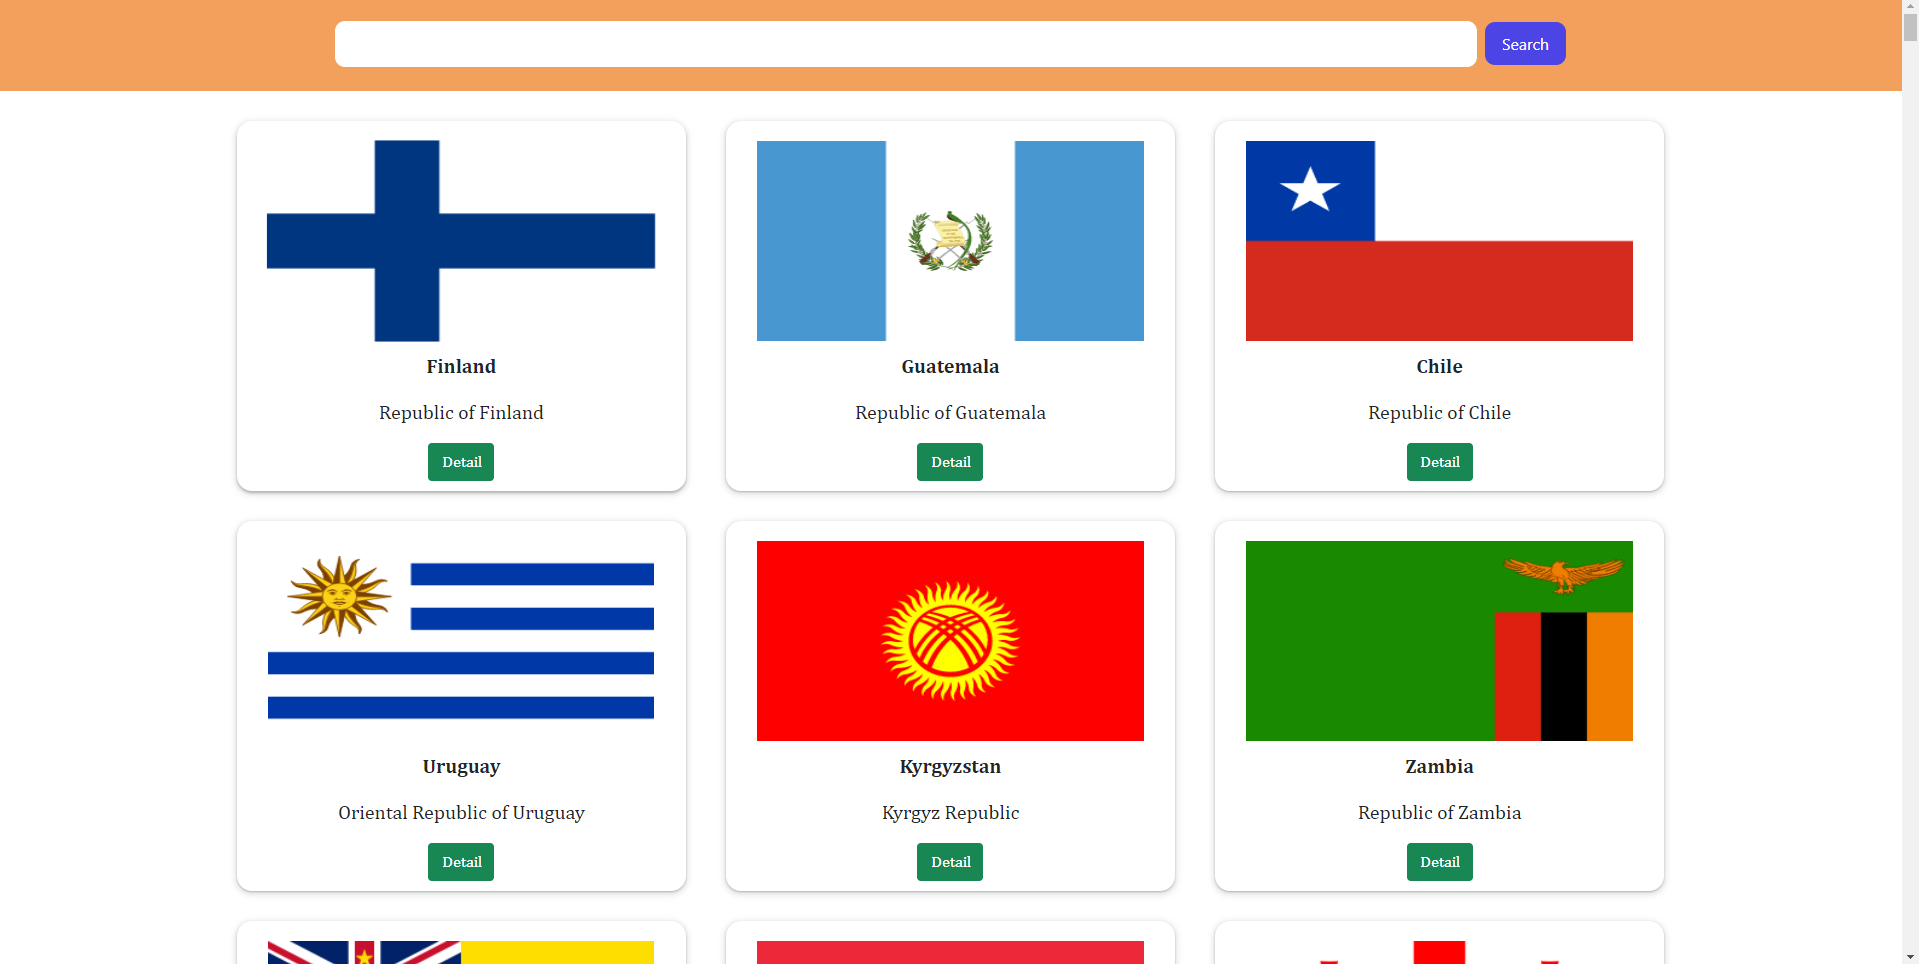 Search
Finland
Republic of Finland
Detail
Guatemala
Republic of Guatemala
Detail
Chile
Republic of Chile
Detail
Uruguay
Oriental Republic of Uruguay
Detail
Kyrgyzstan
Kyrgyz Republic
Detail
Zambia
Republic of Zambia
Detail